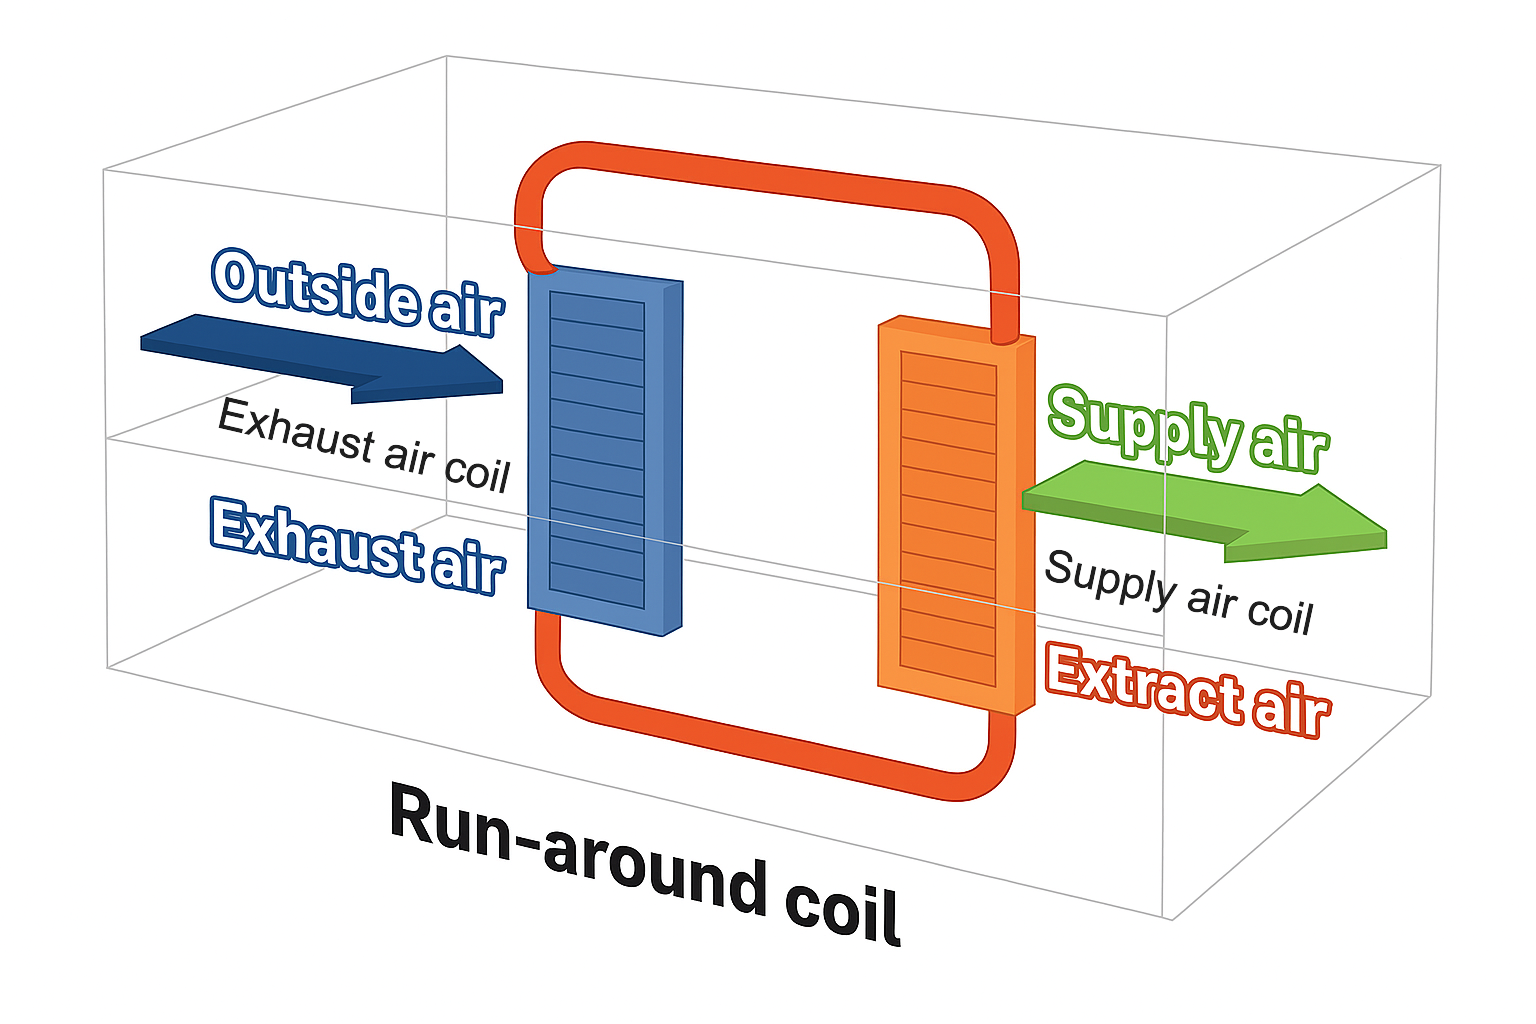 Outside air
Exhaust air coil
Exhaust air
Supply air
Supply air coil
Extract air
Run-around coil